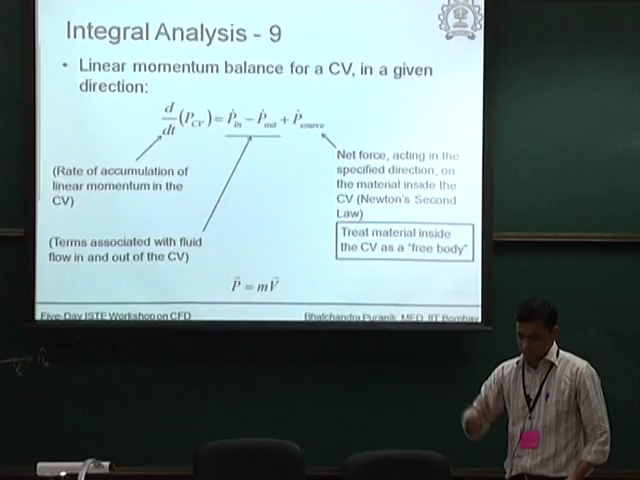 Integral Analysis - 9
• Linear momentum balance for a CV, in a given
direction:
d/dt (P_CV) = Ṗ_in − Ṗ_out + Ṗ_source
(Rate of accumulation of
linear momentum in the
CV)
Net force, acting in the
specified direction, on
the material inside the
CV (Newton's Second
Law)
Treat material inside
the CV as a "free body"
(Terms associated with fluid
flow in and out of the CV)
P⃗ = mV⃗
Five-Day ISTE Workshop on CFD
Bhalchandra Puranik, MED, IIT Bombay